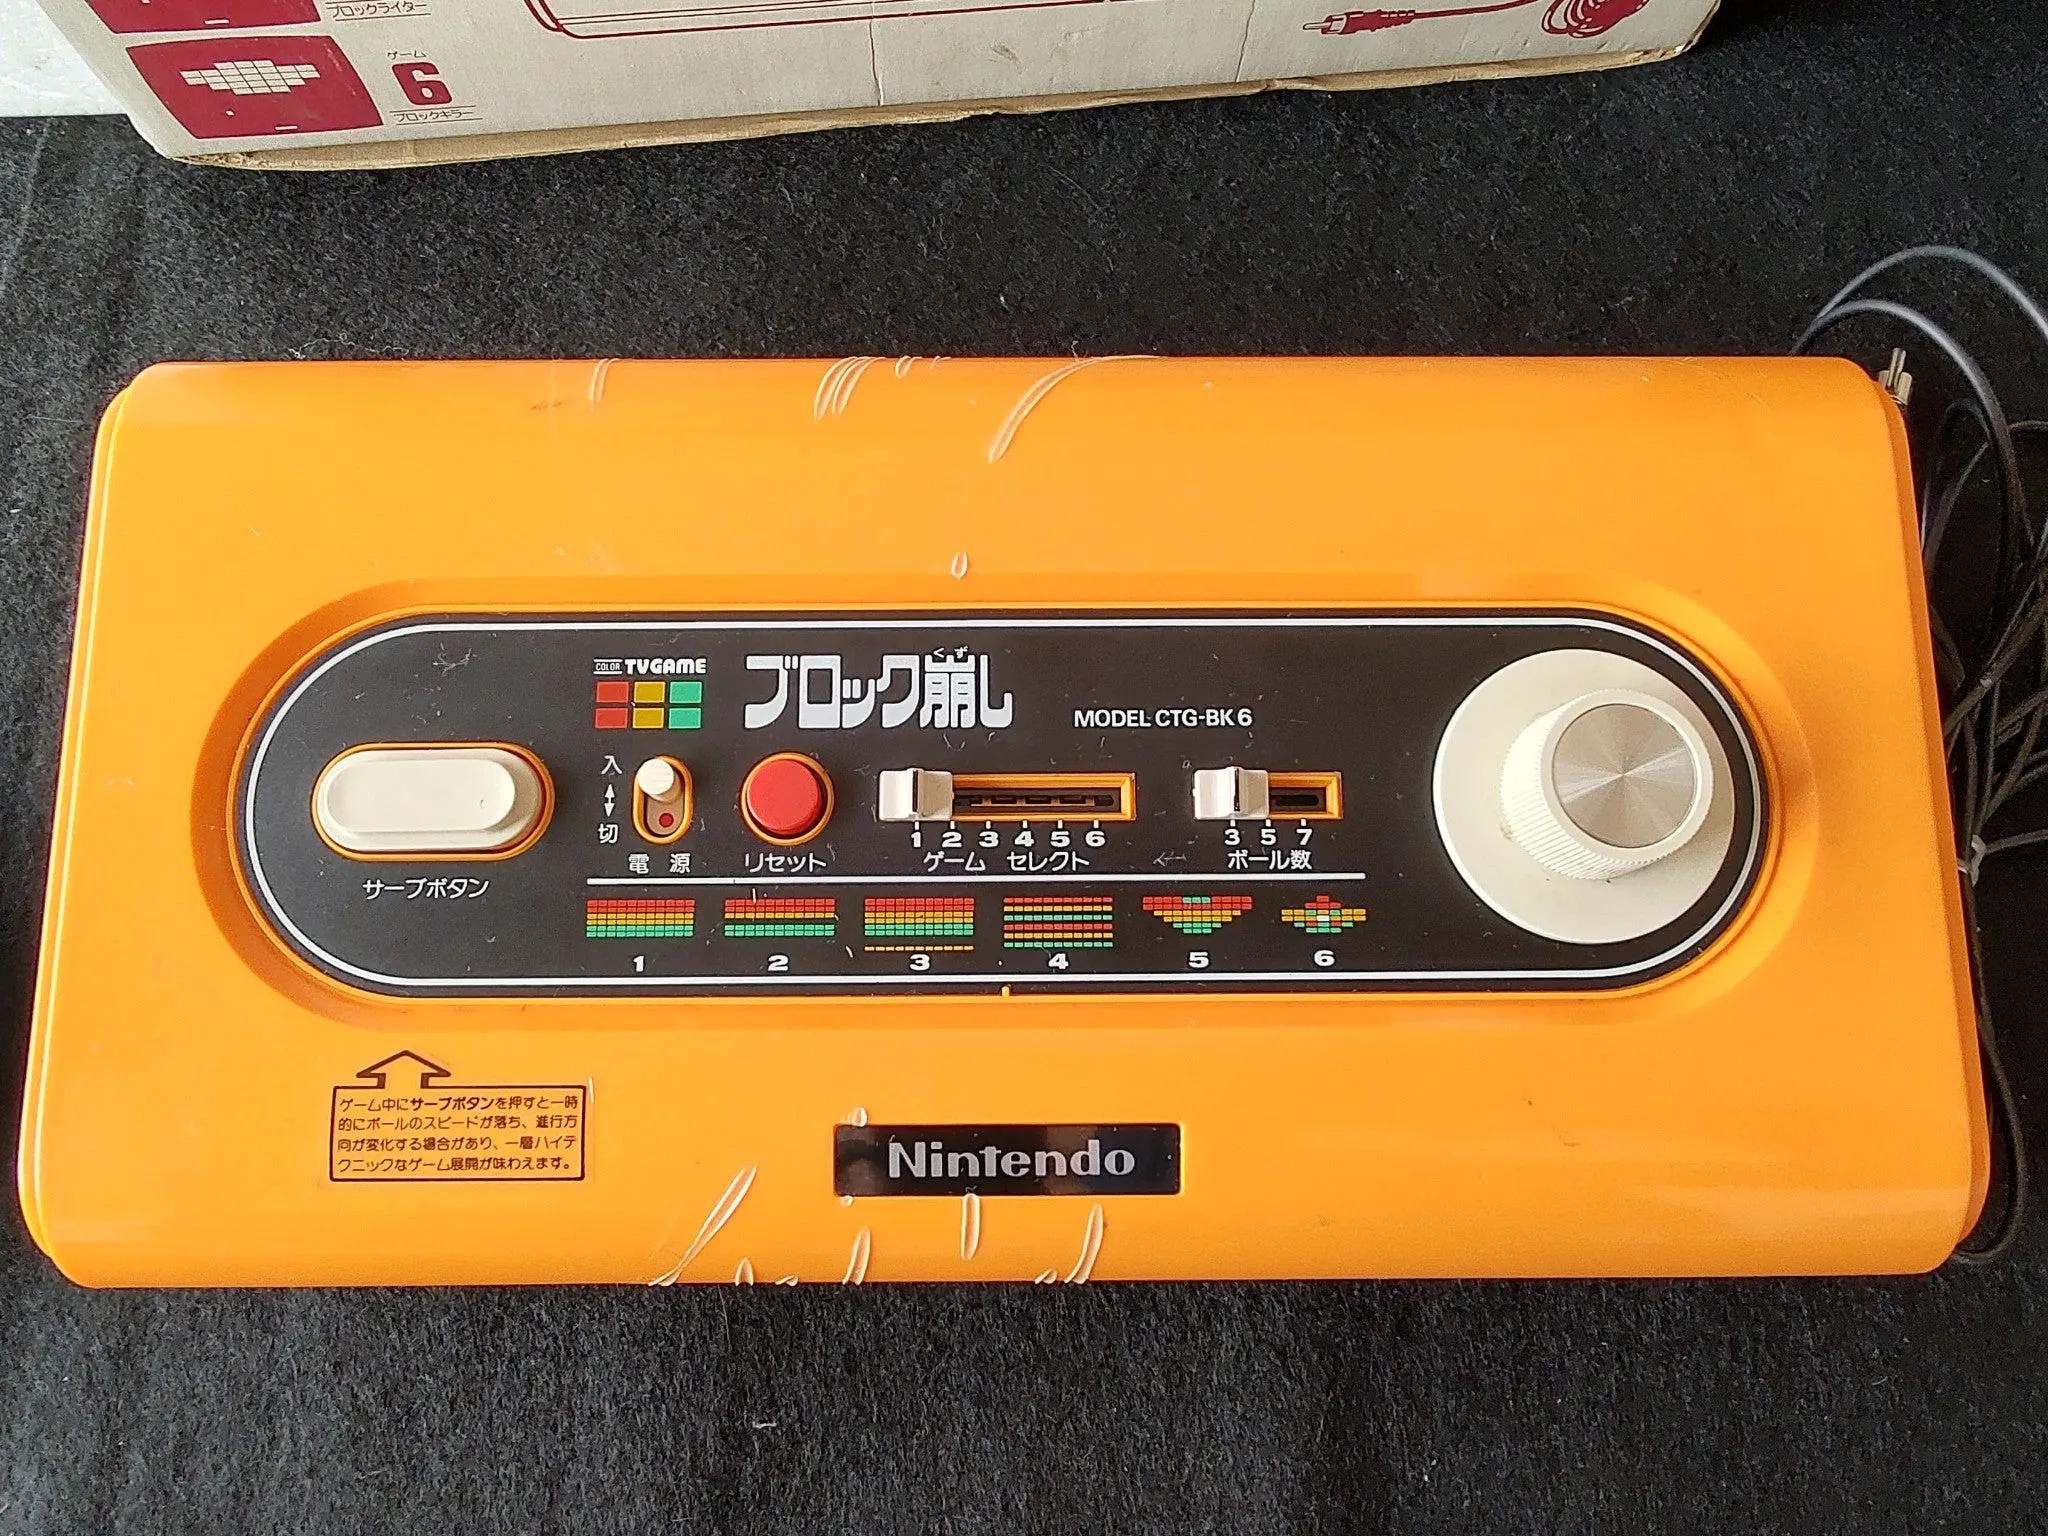 ブロックライター
ゲーム
6
ブロックキラー
COLOR TVGAME
ブロック崩し
くず
MODEL CTG-BK6
入
切
電源
リセット
1 2 3 4 5 6
ゲーム セレクト
3 5 7
ボール数
サーブボタン
1 2 3 4 5 6
ゲーム中にサーブボタンを押すと一時
的にボールのスピードが落ち、進行方
向が変化する場合があり、一層ハイテ
クニックなゲーム展開が味わえます。
Nintendo